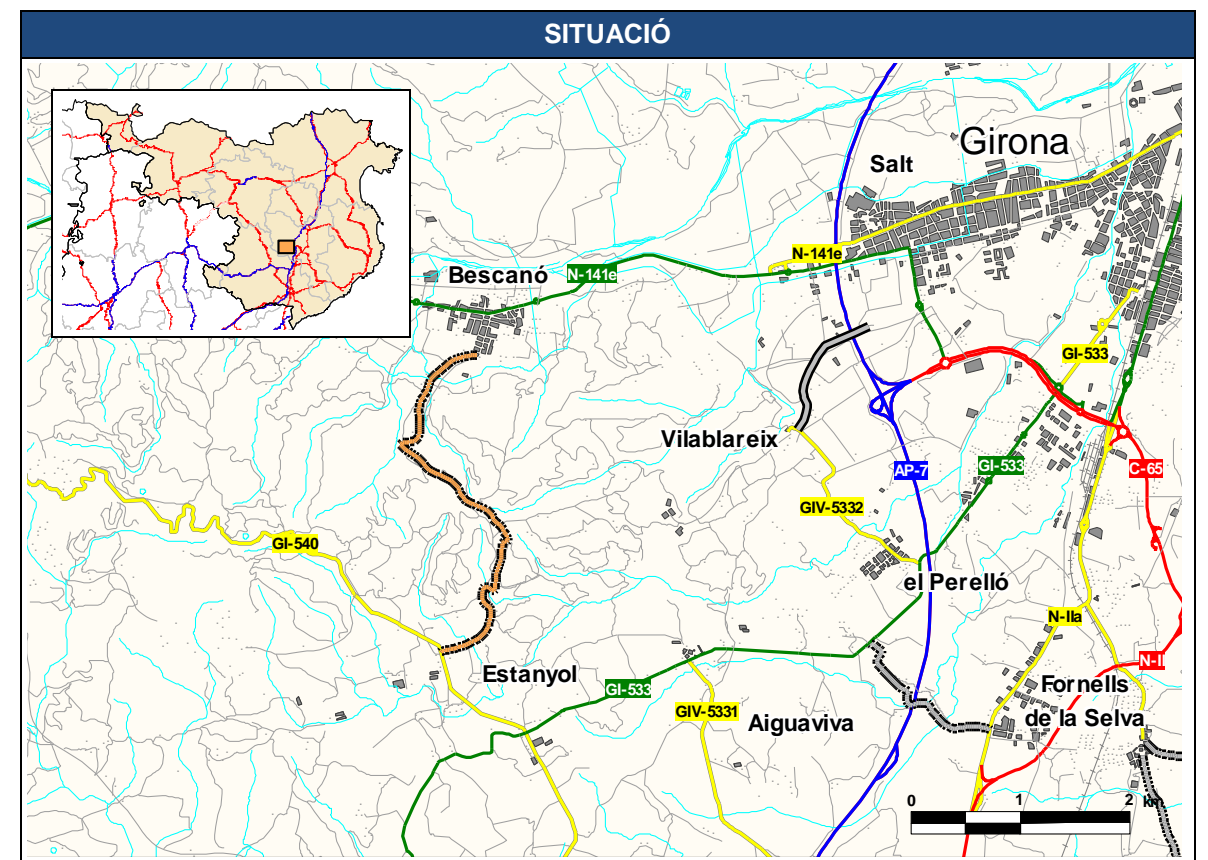 SITUACIÓ
Girona
Salt
N-141e
Bescanó
N-141e
GI-533
Vilablareix
AP-7
GI-533
C-65
GIV-5332
GI-540
el Perelló
N-IIa
N-II
Estanyol
GI-533
Fornells
de la Selva
GIV-5331
Aiguaviva
0 1 2 km